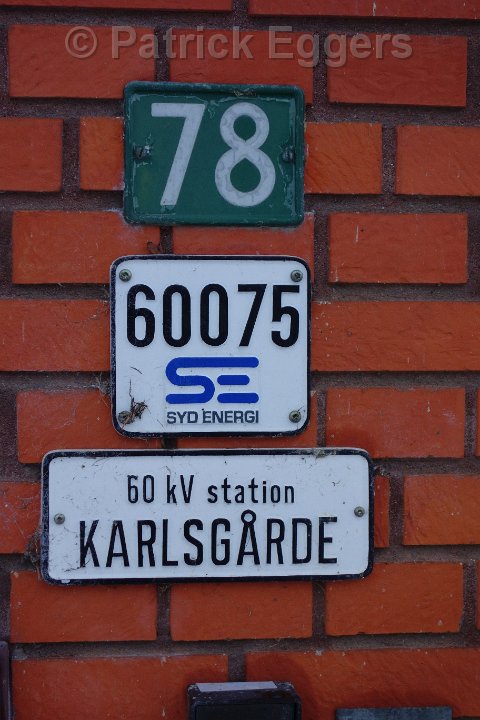 © Patrick Eggers
78
60075
SE
SYD ENERGI
60 kV station
KARLSGÅRDE